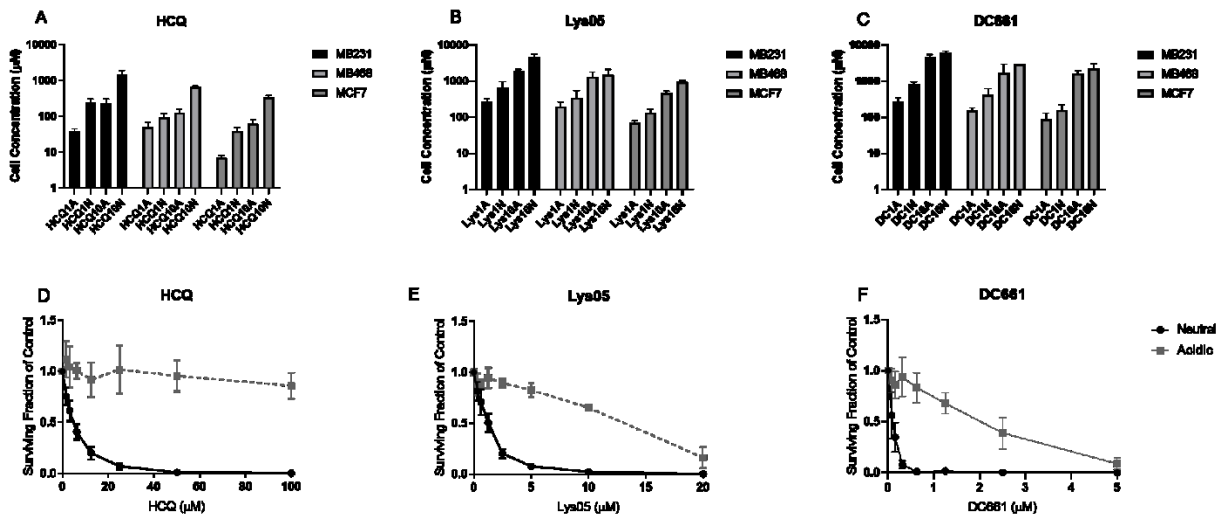 A
HCQ
Cell Concentration (µM)
10000
1000
100
10
1
HCQ1A
HCQ1N
HCQ10A
HCQ10N
HCQ1A
HCQ1N
HCQ10A
HCQ10N
HCQ1A
HCQ1N
HCQ10A
HCQ10N
MB231
MB468
MCF7
B
Lys05
Cell Concentration (µM)
10000
1000
100
10
1
Lys1A
Lys1N
Lys10A
Lys10N
Lys1A
Lys1N
Lys10A
Lys10N
Lys1A
Lys1N
Lys10A
Lys10N
MB231
MB468
MCF7
C
DC661
Cell Concentration (µM)
10000
1000
100
10
1
DC1A
DC1N
DC10A
DC10N
DC1A
DC1N
DC10A
DC10N
DC1A
DC1N
DC10A
DC10N
MB231
MB468
MCF7
D
HCQ
Surviving Fraction of Control
1.5
1.0
0.5
0.0
0 20 40 60 80 100
HCQ (µM)
E
Lys05
Surviving Fraction of Control
1.5
1.0
0.5
0.0
0 5 10 15 20
Lys05 (µM)
F
DC661
Surviving Fraction of Control
1.5
1.0
0.5
0.0
0 1 2 3 4 5
DC661 (µM)
Neutral
Acidic